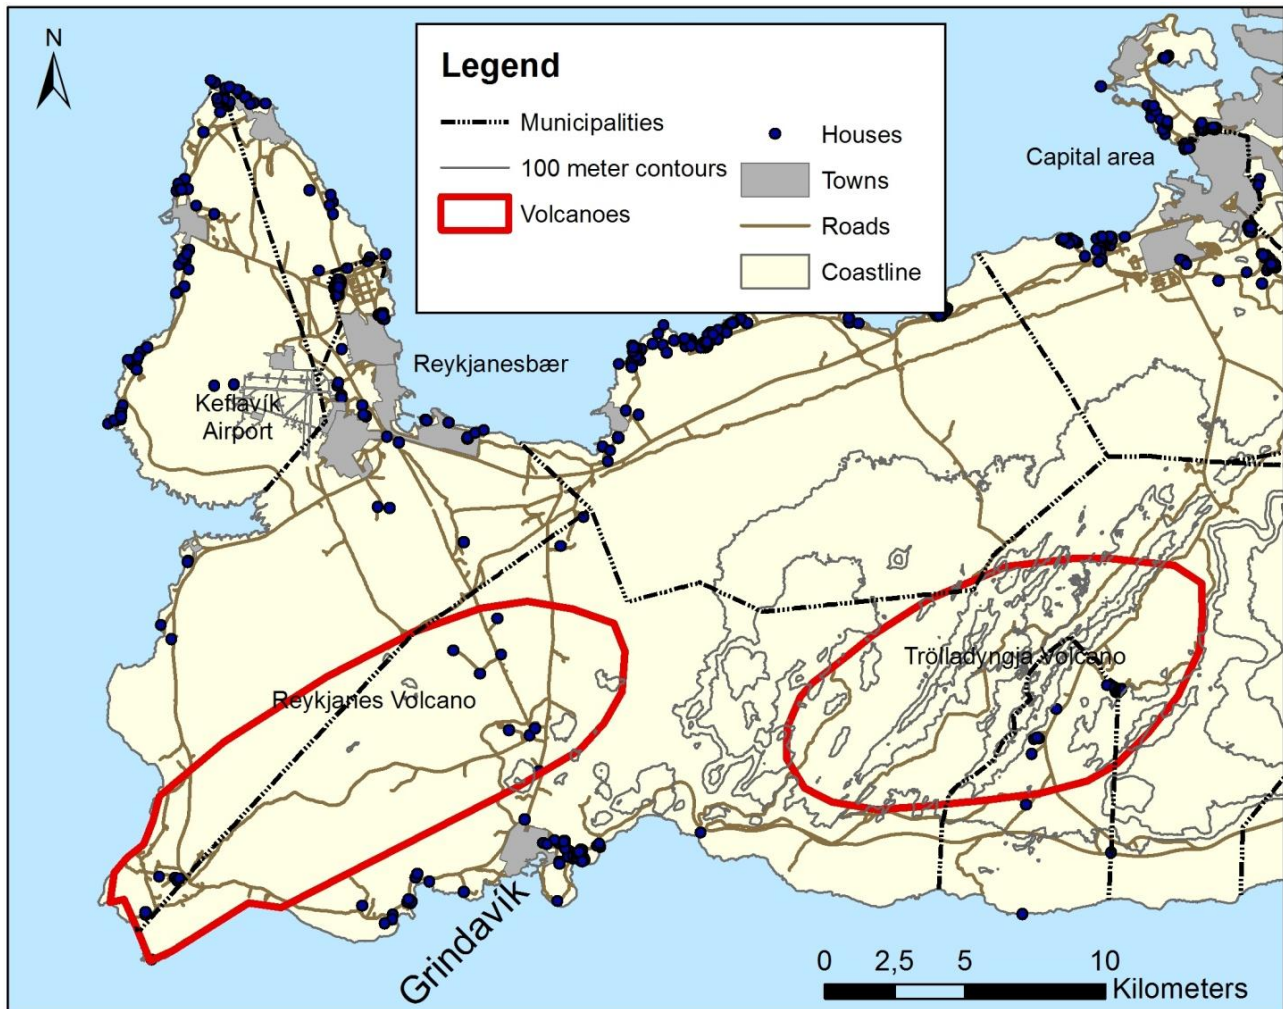 N
Legend
Municipalities
100 meter contours
Volcanoes
Houses
Towns
Roads
Coastline
Capital area
Reykjanesbær
Keflavík
Airport
Reykjanes Volcano
Trölladyngja Volcano
Grindavík
0 2,5 5 10
Kilometers